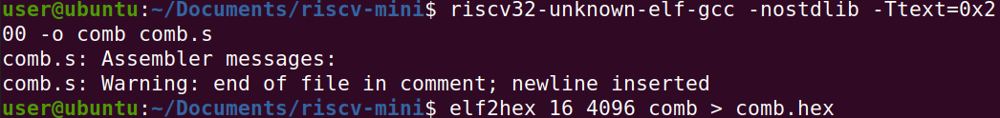 user@ubuntu:~/Documents/riscv-mini$ riscv32-unknown-elf-gcc -nostdlib -Ttext=0x2
00 -o comb comb.s
comb.s: Assembler messages:
comb.s: Warning: end of file in comment; newline inserted
user@ubuntu:~/Documents/riscv-mini$ elf2hex 16 4096 comb > comb.hex